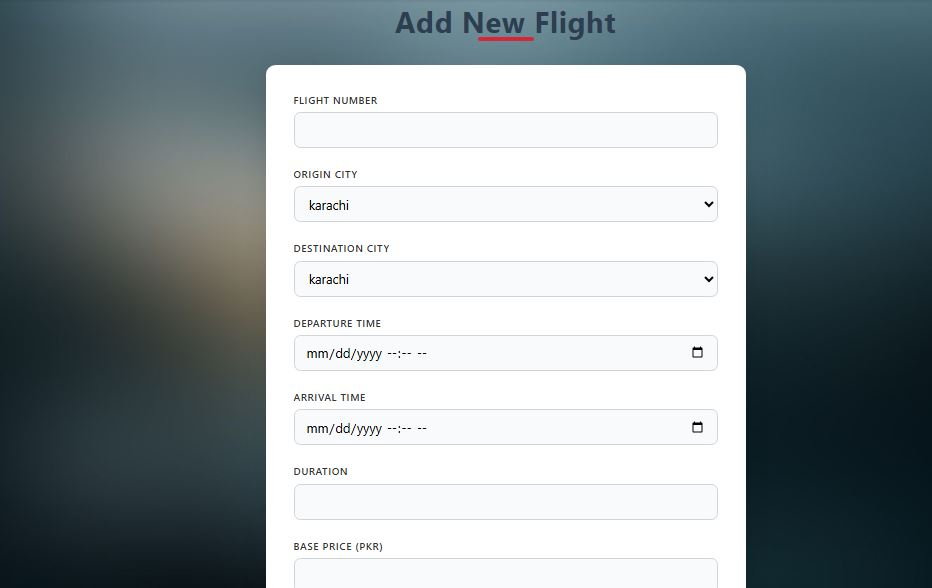 Add New Flight
FLIGHT NUMBER
ORIGIN CITY
karachi
DESTINATION CITY
karachi
DEPARTURE TIME
mm/dd/yyyy --:-- --
ARRIVAL TIME
mm/dd/yyyy --:-- --
DURATION
BASE PRICE (PKR)